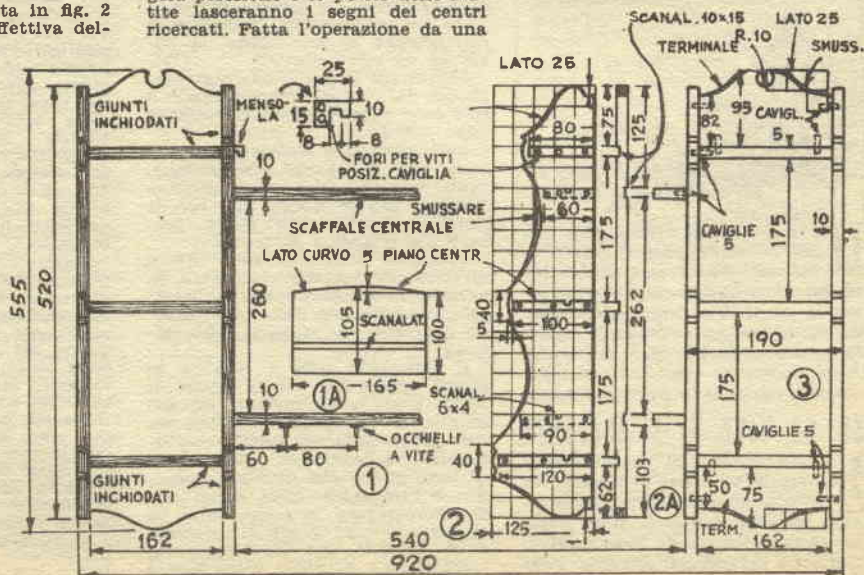 ta in fig. 2
ffettiva del-
tite lasceranno i segni dei centri
ricercati. Fatta l'operazione da una
SCANAL. 10x15
LATO 25
TERMINALE
R.10
SMUSS.
LATO 25
GIUNTI
INCHIODATI
MENSO-
LA
25
15
10
8
8
FORI PER VITI
POSIZ. CAVIGLIA
10
SMUSSARE
SCAFFALE CENTRALE
LATO CURVO 5 PIANO CENTR
SCANALAT.
105
100
165
1A
555
520
260
10
60
80
OCCHIELLI
A VITE
1
GIUNTI
INCHIODATI
162
540
920
80
60
75
125
175
540
100
262
175
SCANAL
6x4
90
40
120
62
103
125
2
2A
82
95
CAVIGL.
5
CAVIGLIE
5
175
10
190
175
3
CAVIGLIE 5
50
75
TERM.
162